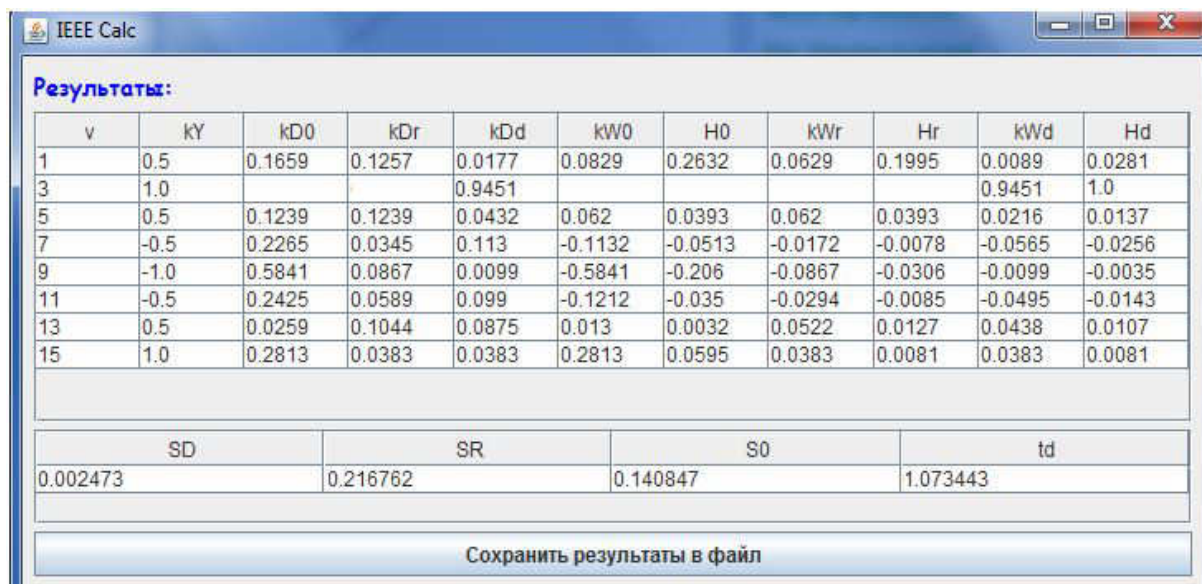 IEEE Calc
Результаты:
v kY kD0 kDr kDd kW0 H0 kWr Hr kWd Hd
1 0.5 0.1659 0.1257 0.0177 0.0829 0.2632 0.0629 0.1995 0.0089 0.0281
3 1.0 0.9451 0.9451 1.0
5 0.5 0.1239 0.1239 0.0432 0.062 0.0393 0.062 0.0393 0.0216 0.0137
7 -0.5 0.2265 0.0345 0.113 -0.1132 -0.0513 -0.0172 -0.0078 -0.0565 -0.0256
9 -1.0 0.5841 0.0867 0.0099 -0.5841 -0.206 -0.0867 -0.0306 -0.0099 -0.0035
11 -0.5 0.2425 0.0589 0.099 -0.1212 -0.035 -0.0294 -0.0085 -0.0495 -0.0143
13 0.5 0.0259 0.1044 0.0875 0.013 0.0032 0.0522 0.0127 0.0438 0.0107
15 1.0 0.2813 0.0383 0.0383 0.2813 0.0595 0.0383 0.0081 0.0383 0.0081
SD SR S0 td
0.002473 0.216762 0.140847 1.073443
Сохранить результаты в файл